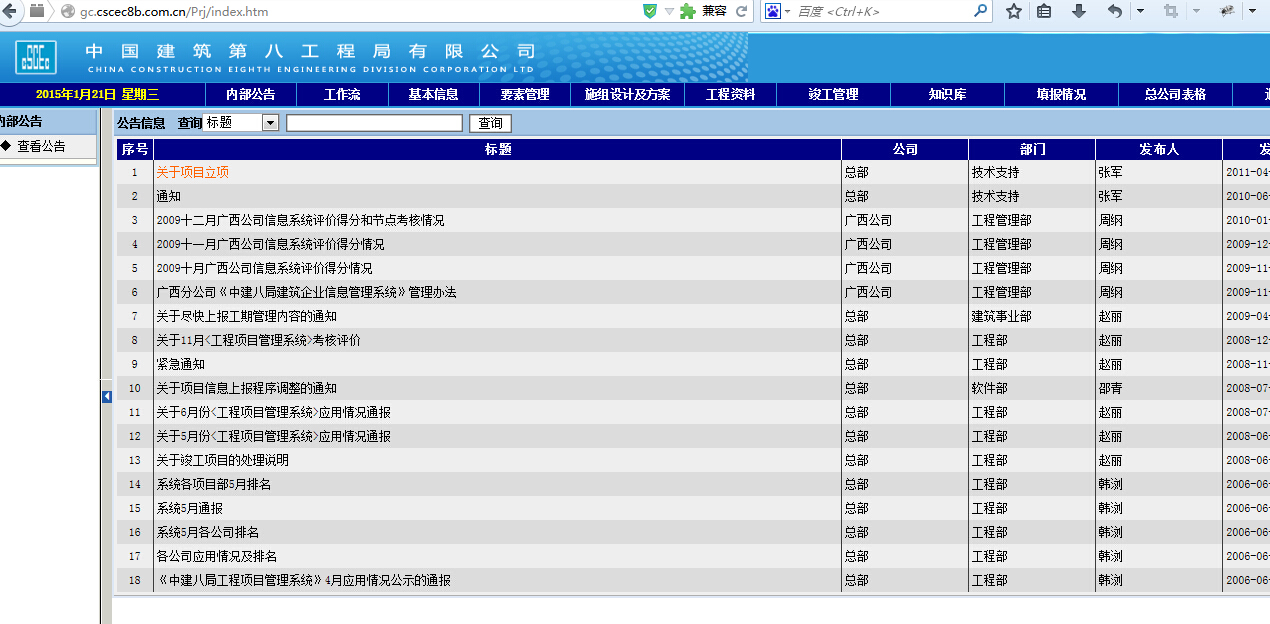 gc.cscec8b.com.cn/Prj/index.htm 兼容 百度 <Ctrl+K>
中国建筑第八工程局有限公司
CHINA CONSTRUCTION EIGHTH ENGINEERING DIVISION CORPORATION LTD
2015年1月21日 星期三 内部公告 工作流 基本信息 要素管理 施组设计及方案 工程资料 竣工管理 知识库 填报情况 总公司表格
内部公告 公告信息 查询 标题 查询
◆ 查看公告
序号 标题 公司 部门 发布人 发
1 关于项目立项 总部 技术支持 张军 2011-04-
2 通知 总部 技术支持 张军 2010-06-
3 2009十二月广西公司信息系统评价得分和节点考核情况 广西公司 工程管理部 周纲 2010-01-
4 2009十一月广西公司信息系统评价得分情况 广西公司 工程管理部 周纲 2009-12-
5 2009十月广西公司信息系统评价得分情况 广西公司 工程管理部 周纲 2009-11-
6 广西分公司《中建八局建筑企业信息管理系统》管理办法 广西公司 工程管理部 周纲 2009-11-
7 关于尽快上报工期管理内容的通知 总部 建筑事业部 赵丽 2009-04-
8 关于11月<工程项目管理系统>考核评价 总部 工程部 赵丽 2008-12-
9 紧急通知 总部 工程部 赵丽 2008-11-
10 关于项目信息上报程序调整的通知 总部 软件部 邵青 2008-07-
11 关于6月份<工程项目管理系统>应用情况通报 总部 工程部 赵丽 2008-07-
12 关于5月份<工程项目管理系统>应用情况通报 总部 工程部 赵丽 2008-06-
13 关于竣工项目的处理说明 总部 工程部 赵丽 2008-06-
14 系统各项目部5月排名 总部 工程部 韩浏 2006-06-
15 系统5月通报 总部 工程部 韩浏 2006-06-
16 系统5月各公司排名 总部 工程部 韩浏 2006-06-
17 各公司应用情况及排名 总部 工程部 韩浏 2006-06-
18 《中建八局工程项目管理系统》4月应用情况公示的通报 总部 工程部 韩浏 2006-06-